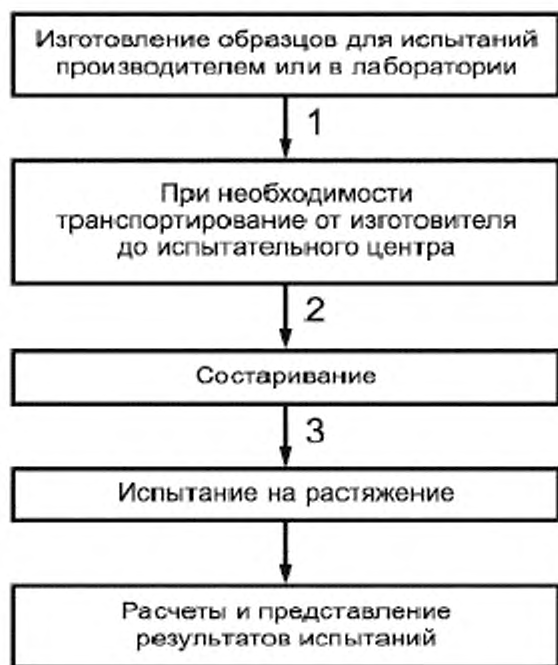 Изготовление образцов для испытаний
производителем или в лаборатории
1
При необходимости
транспортирование от изготовителя
до испытательного центра
2
Состаривание
3
Испытание на растяжение
Расчеты и представление
результатов испытаний